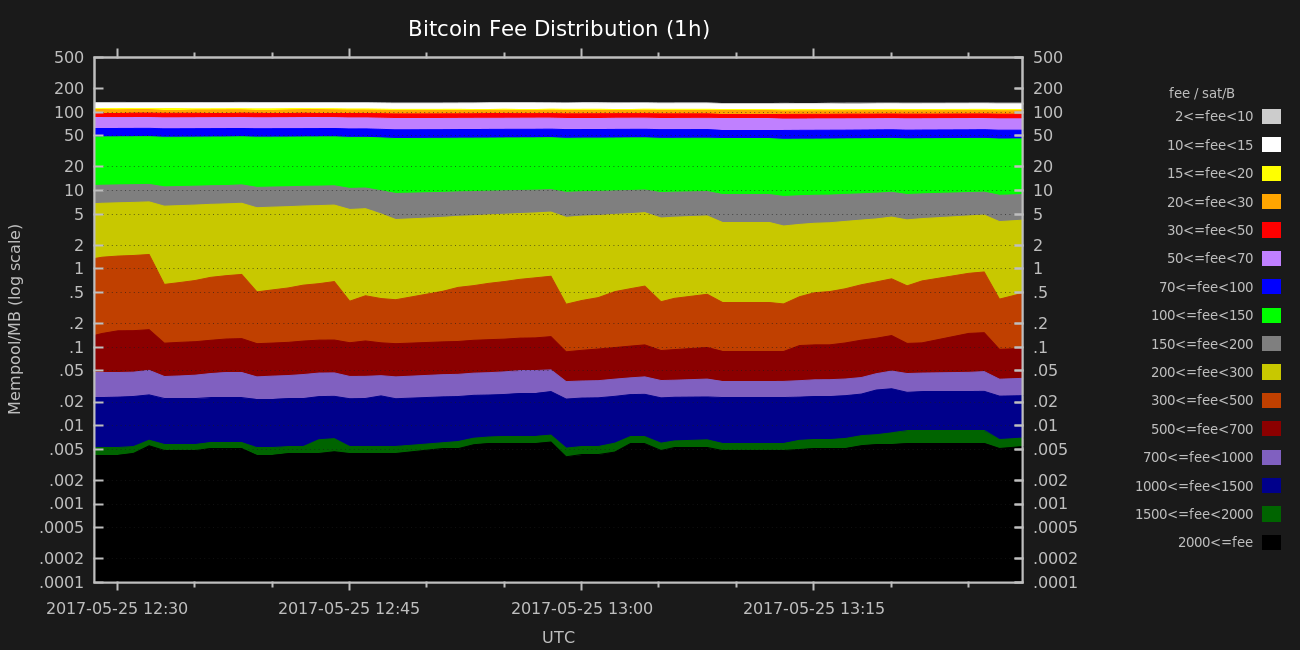 Bitcoin Fee Distribution (1h)
Mempool/MB (log scale)
500
200
100
50
20
10
5
2
1
.5
.2
.1
.05
.02
.01
.005
.002
.001
.0005
.0002
.0001
500
200
100
50
20
10
5
2
1
.5
.2
.1
.05
.02
.01
.005
.002
.001
.0005
.0002
.0001
2017-05-25 12:30 2017-05-25 12:45 2017-05-25 13:00 2017-05-25 13:15
UTC
fee / sat/B
2<=fee<10
10<=fee<15
15<=fee<20
20<=fee<30
30<=fee<50
50<=fee<70
70<=fee<100
100<=fee<150
150<=fee<200
200<=fee<300
300<=fee<500
500<=fee<700
700<=fee<1000
1000<=fee<1500
1500<=fee<2000
2000<=fee